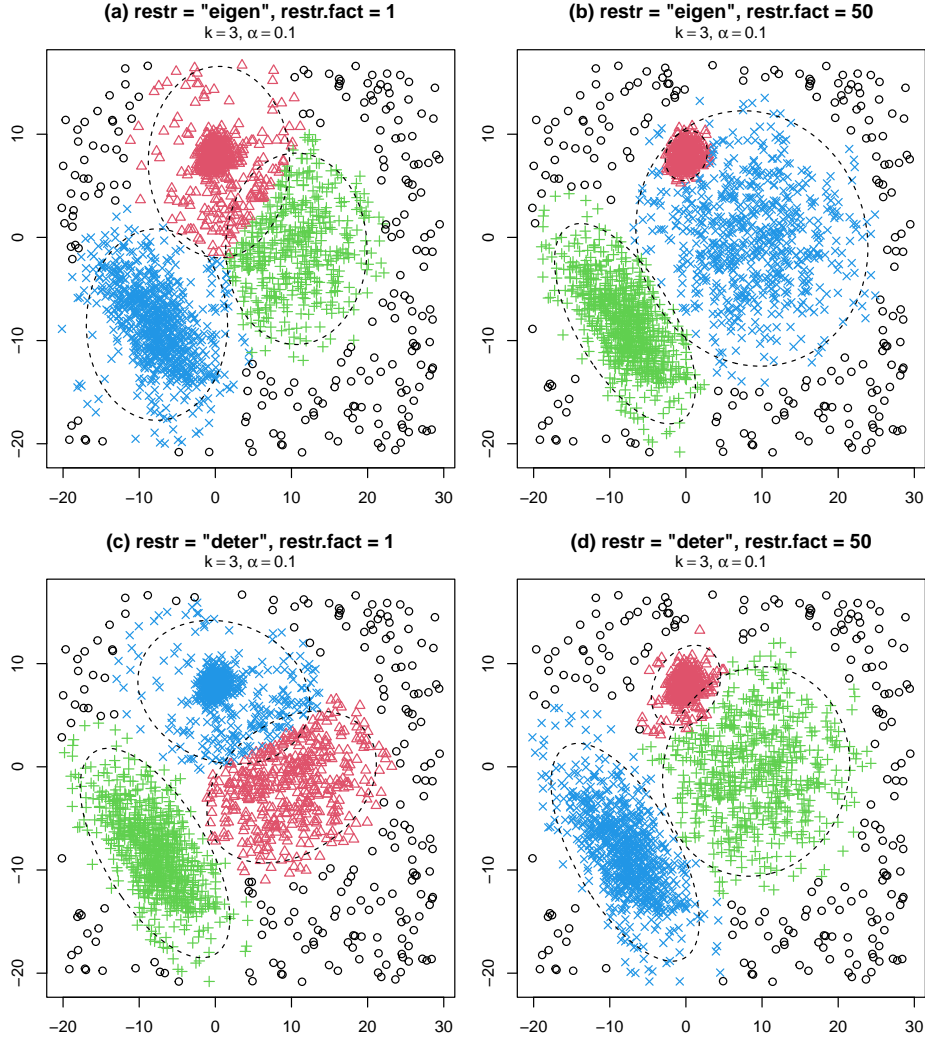 (a) restr = "eigen", restr.fact = 1
k = 3, α = 0.1
10
0
−10
−20
−20 −10 0 10 20 30
(b) restr = "eigen", restr.fact = 50
k = 3, α = 0.1
10
0
−10
−20
−20 −10 0 10 20 30
(c) restr = "deter", restr.fact = 1
k = 3, α = 0.1
10
0
−10
−20
−20 −10 0 10 20 30
(d) restr = "deter", restr.fact = 50
k = 3, α = 0.1
10
0
−10
−20
−20 −10 0 10 20 30